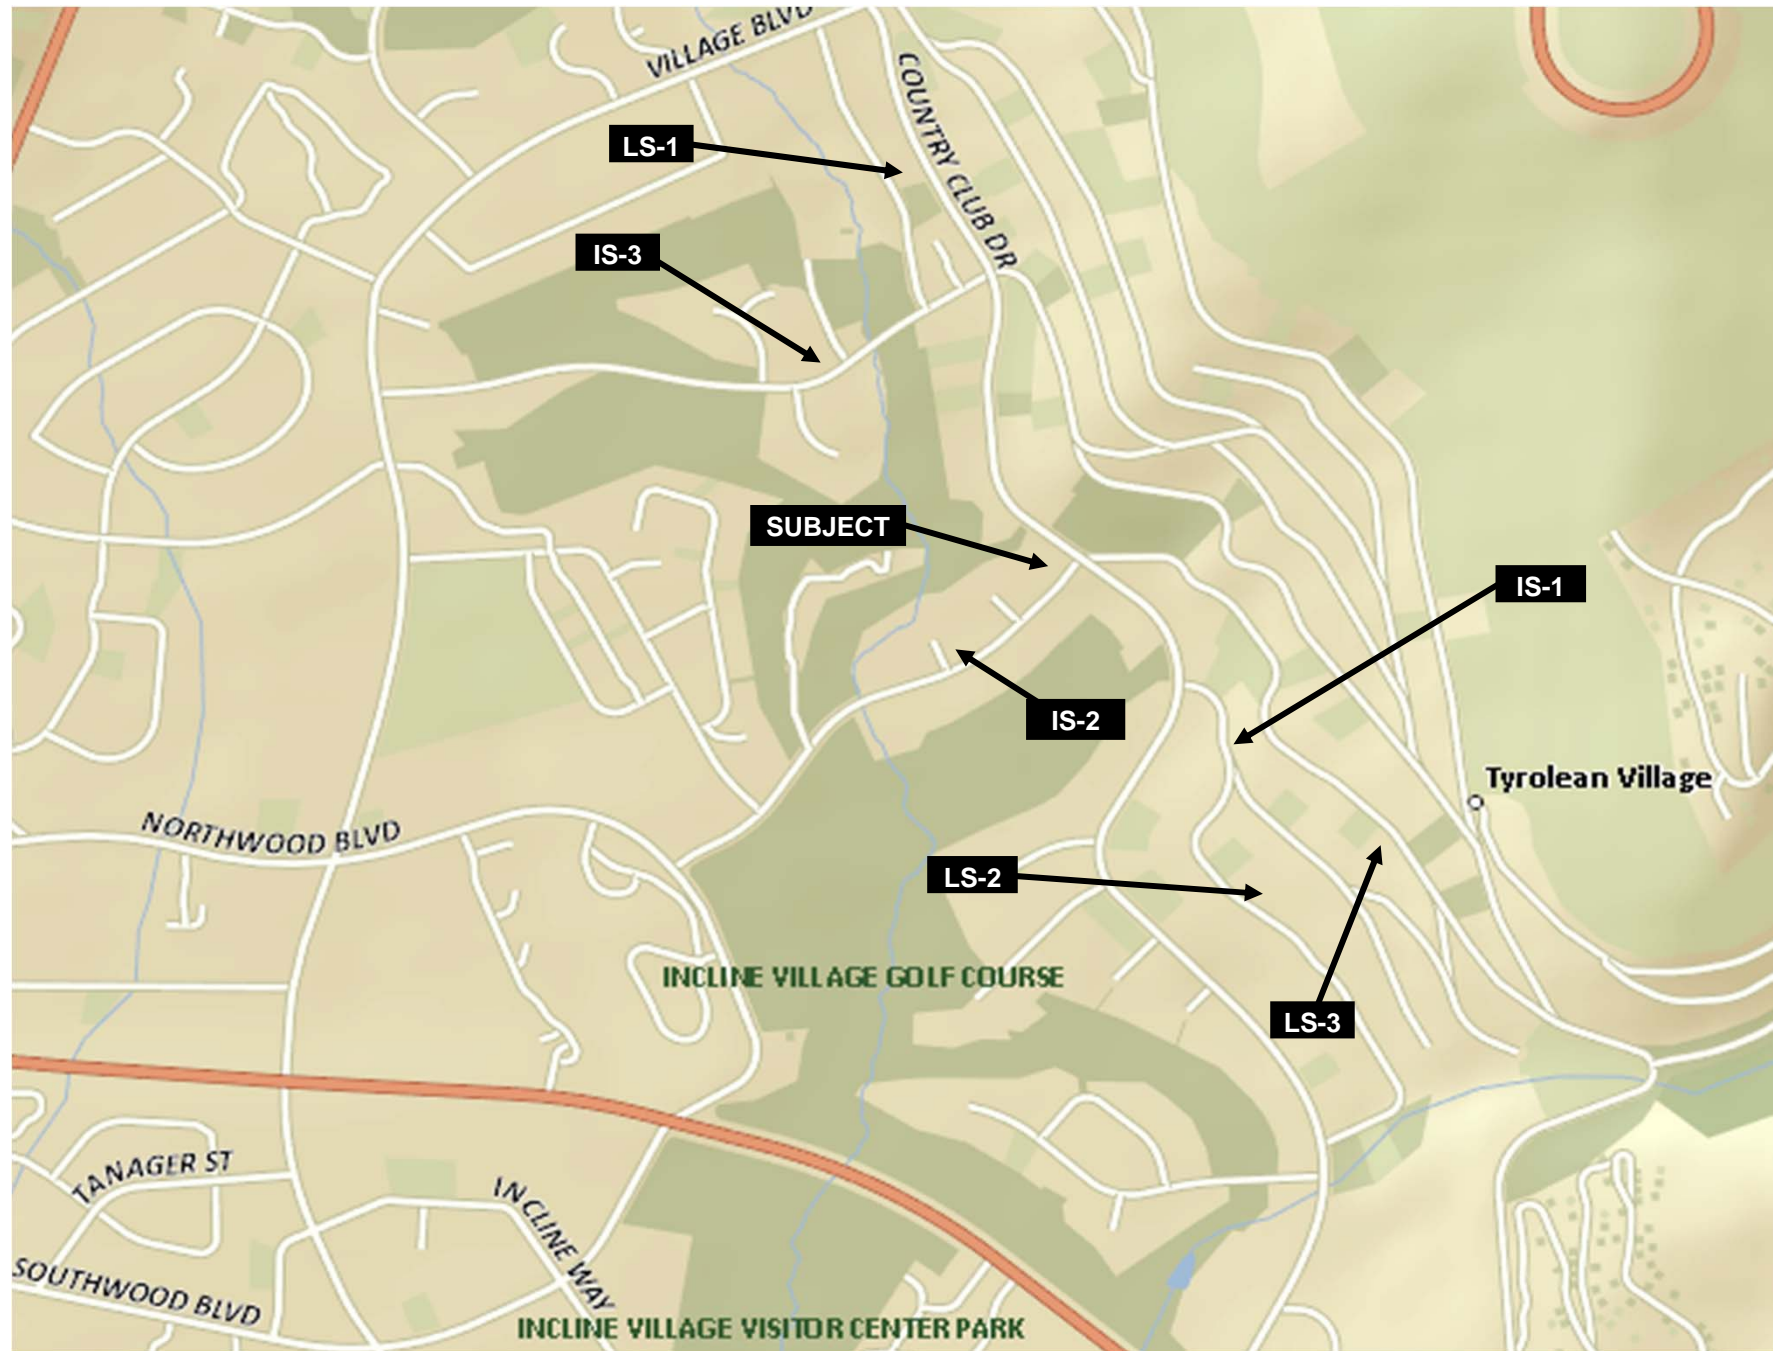 VILLAGE BLVD
COUNTRY CLUB DR
LS-1
IS-3
SUBJECT
IS-1
IS-2
Tyrolean Village
NORTHWOOD BLVD
LS-2
INCLINE VILLAGE GOLF COURSE
LS-3
TANAGER ST
INCLINE WAY
SOUTHWOOD BLVD
INCLINE VILLAGE VISITOR CENTER PARK